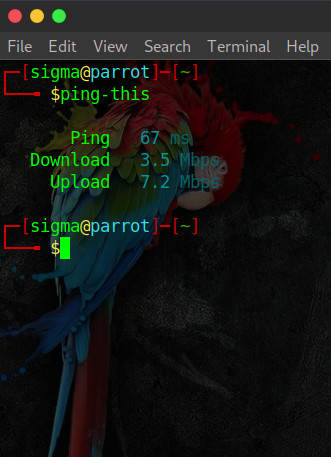 File Edit View Search Terminal Help
┌─[sigma@parrot]─[~]
└──╼ $ping-this
Ping 67 ms
Download 3.5 Mbps
Upload 7.2 Mbps
┌─[sigma@parrot]─[~]
└──╼ $